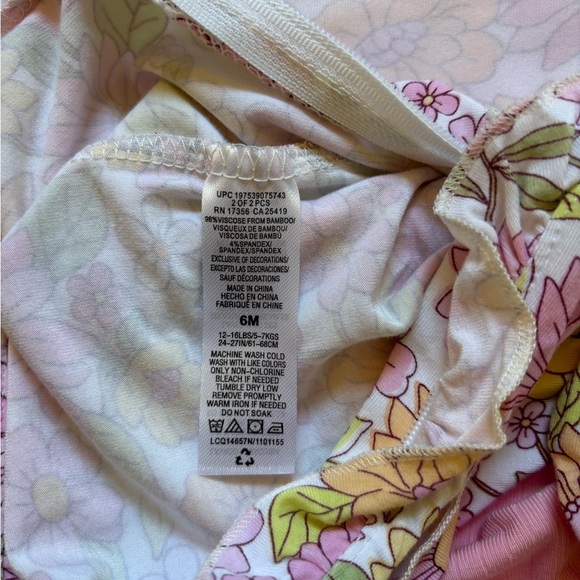 UPC 197539075743
2 OF 2 PCS
RN 17356 CA25419
96%VISCOSE FROM BAMBOO/
VISQUEUX DE BAMBOU/
VISCOSA DE BAMBÚ
4%SPANDEX/
SPANDEX/SPANDEX
EXCLUSIVE OF DECORATIONS/
EXCEPTO LAS DECORACIONES/
SAUF DÉCORATIONS
MADE IN CHINA
HECHO EN CHINA
FABRIQUÉ EN CHINE
6M
12-16LBS/5-7KGS
24-27IN/61-68CM
MACHINE WASH COLD
WASH WITH LIKE COLORS
ONLY NON-CHLORINE
BLEACH IF NEEDED
TUMBLE DRY LOW
REMOVE PROMPTLY
WARM IRON IF NEEDED
DO NOT SOAK
LCQ14657N/1101155